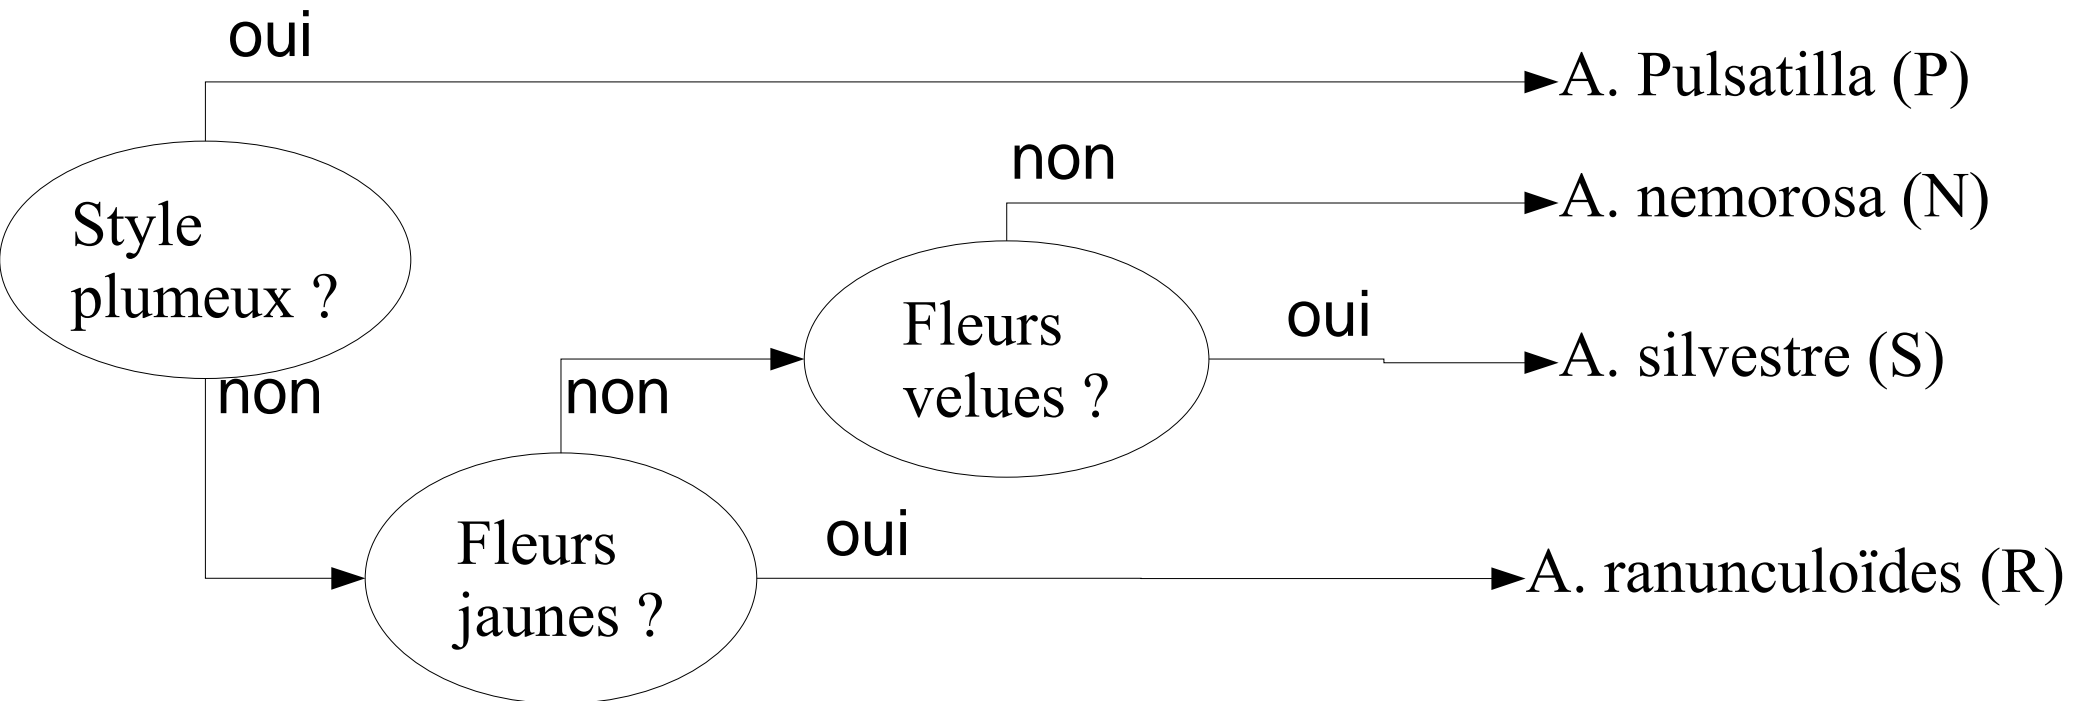 oui
A. Pulsatilla (P)
non
A. nemorosa (N)
Style
plumeux ?
Fleurs
velues ?
oui
A. silvestre (S)
non
non
Fleurs
jaunes ?
oui
A. ranunculoïdes (R)